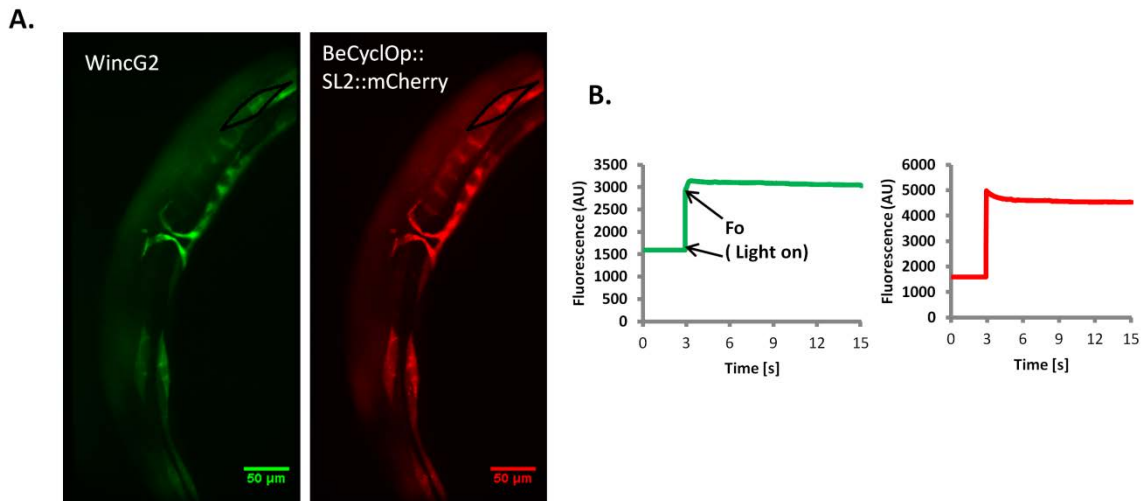 A.
WincG2
BeCyclOp::
SL2::mCherry
50 µm
50 µm
B.
Fluorescence (AU)
3500
3000
2500
2000
1500
1000
500
0
Fo
( Light on)
0 3 6 9 12 15
Time [s]
Fluorescence (AU)
6000
5000
4000
3000
2000
1000
0
0 3 6 9 12 15
Time [s]